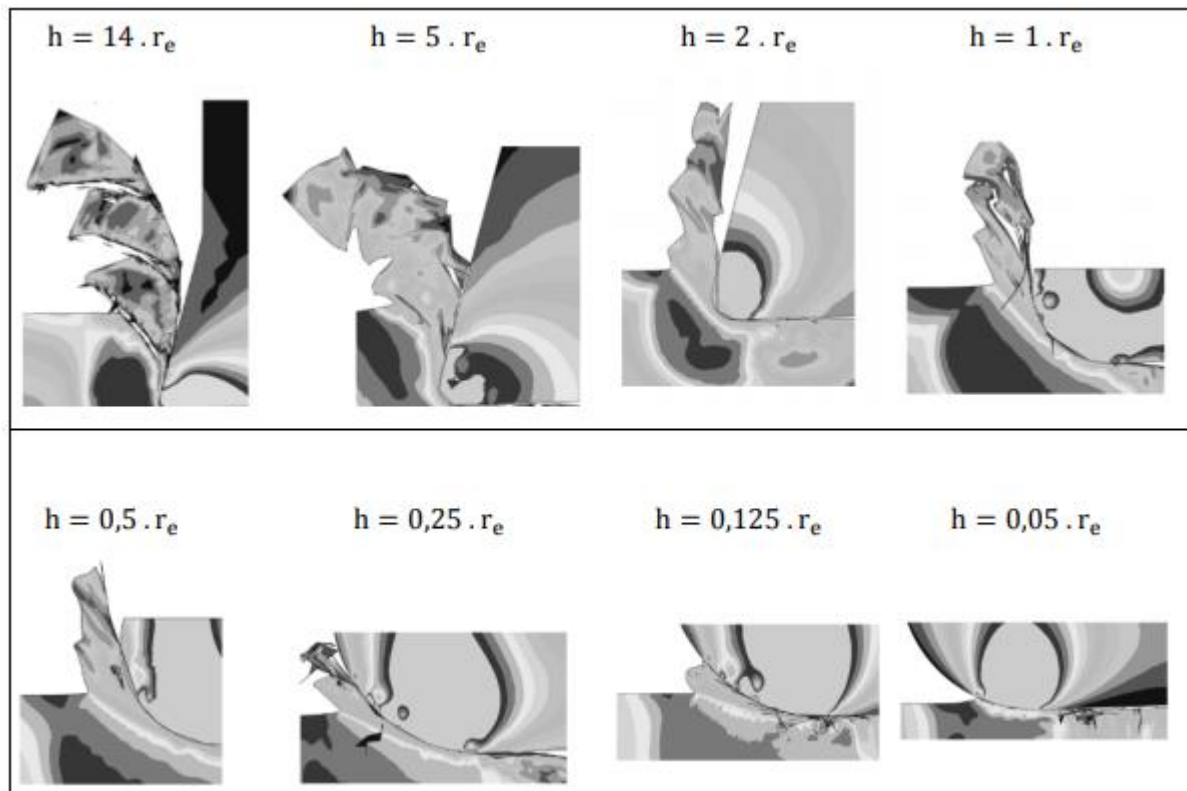 h = 14 . rₑ
h = 5 . rₑ
h = 2 . rₑ
h = 1 . rₑ
h = 0,5 . rₑ
h = 0,25 . rₑ
h = 0,125 . rₑ
h = 0,05 . rₑ